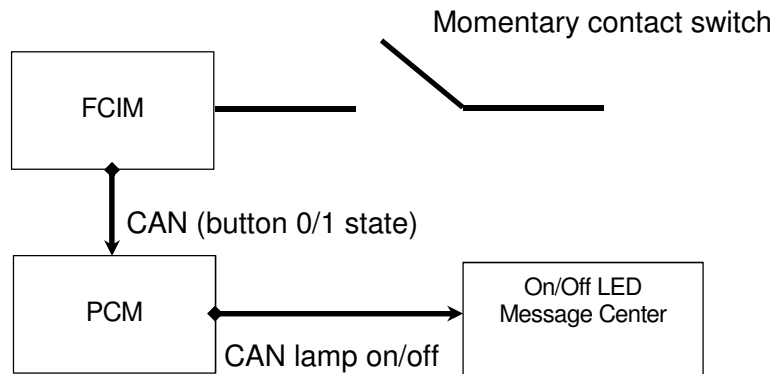 Momentary contact switch
FCIM
CAN (button 0/1 state)
PCM
On/Off LED
Message Center
CAN lamp on/off